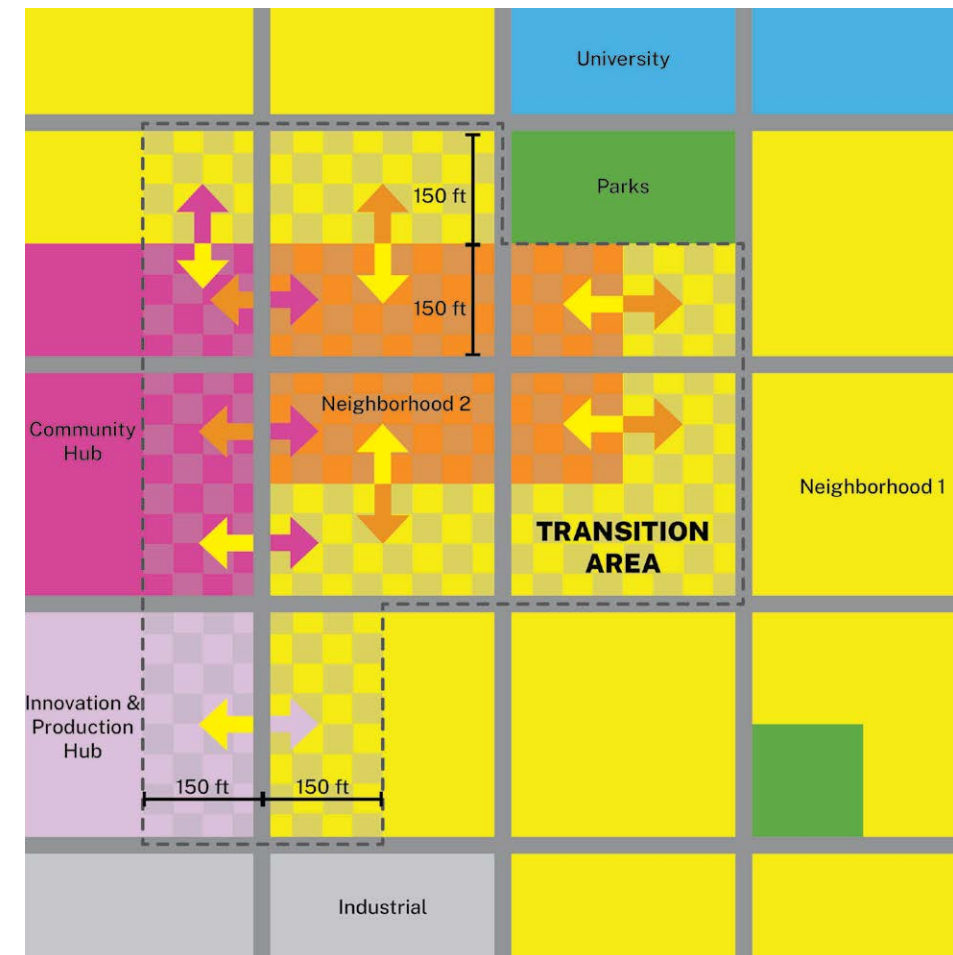 University
Parks
150 ft
150 ft
Neighborhood 2
Community
Hub
Neighborhood 1
TRANSITION
AREA
Innovation &
Production
Hub
150 ft
150 ft
Industrial